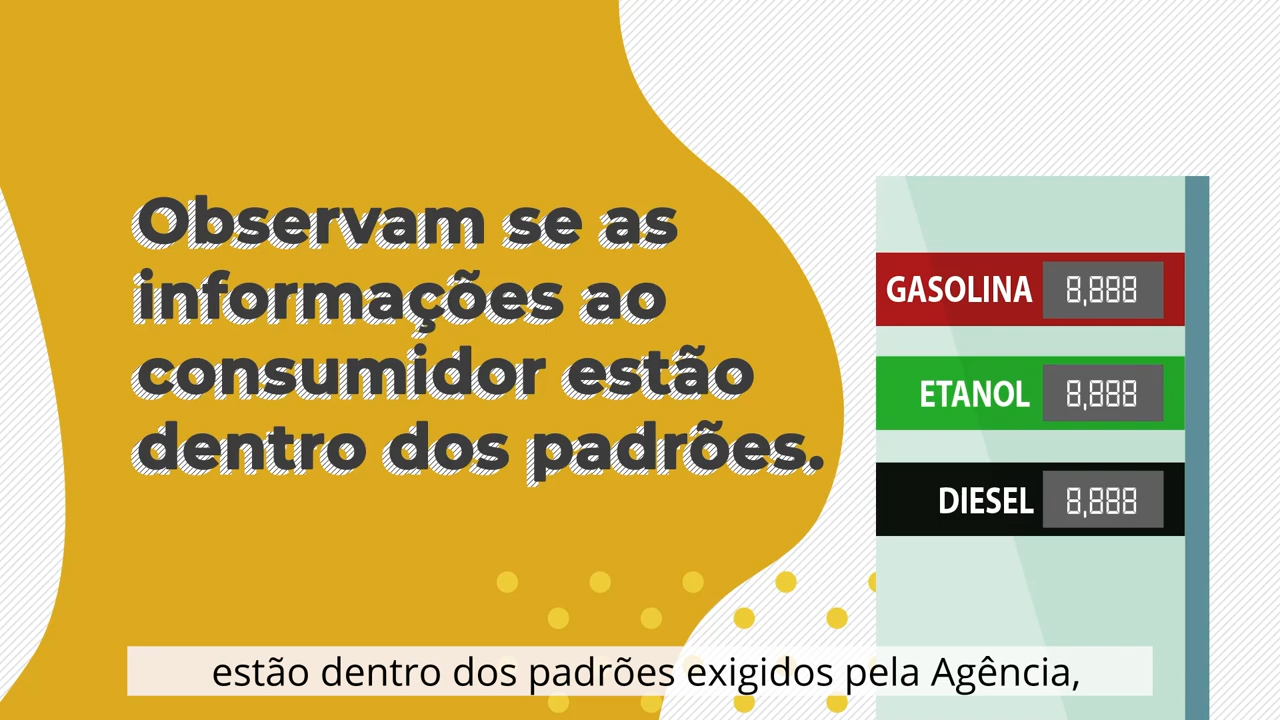 Observam se as
informações ao
consumidor estão
dentro dos padrões.
GASOLINA 8,888
ETANOL 8,888
DIESEL 8,888
estão dentro dos padrões exigidos pela Agência,